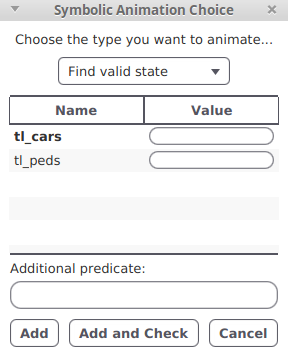 Symbolic Animation Choice
Choose the type you want to animate...
Find valid state
Name Value
tl_cars
tl_peds
Additional predicate:
Add Add and Check Cancel